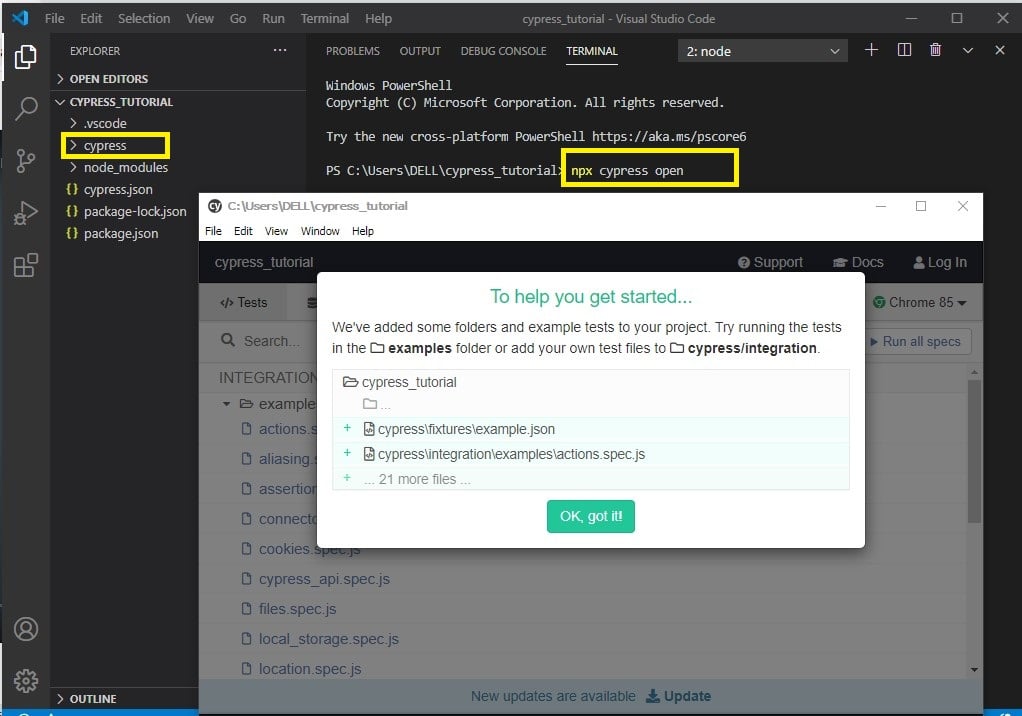 File Edit Selection View Go Run Terminal Help cypress_tutorial - Visual Studio Code
EXPLORER ...
OPEN EDITORS
CYPRESS_TUTORIAL
.vscode
cypress
node_modules
cypress.json
package-lock.json
package.json
OUTLINE
PROBLEMS OUTPUT DEBUG CONSOLE TERMINAL 2: node
Windows PowerShell
Copyright (C) Microsoft Corporation. All rights reserved.
Try the new cross-platform PowerShell https://aka.ms/pscore6
PS C:\Users\DELL\cypress_tutorial> npx cypress open
cy C:\Users\DELL\cypress_tutorial
File Edit View Window Help
cypress_tutorial Support Docs Log In
</> Tests Chrome 85
Search... Run all specs
To help you get started...
We've added some folders and example tests to your project. Try running the tests
in the examples folder or add your own test files to cypress/integration.
cypress_tutorial
...
+ cypress\fixtures\example.json
+ cypress\integration\examples\actions.spec.js
+ ... 21 more files ...
OK, got it!
INTEGRATION
example
actions.s
aliasing.
assertion
connecto
cookies.spec.js
cypress_api.spec.js
files.spec.js
local_storage.spec.js
location.spec.js
New updates are available Update